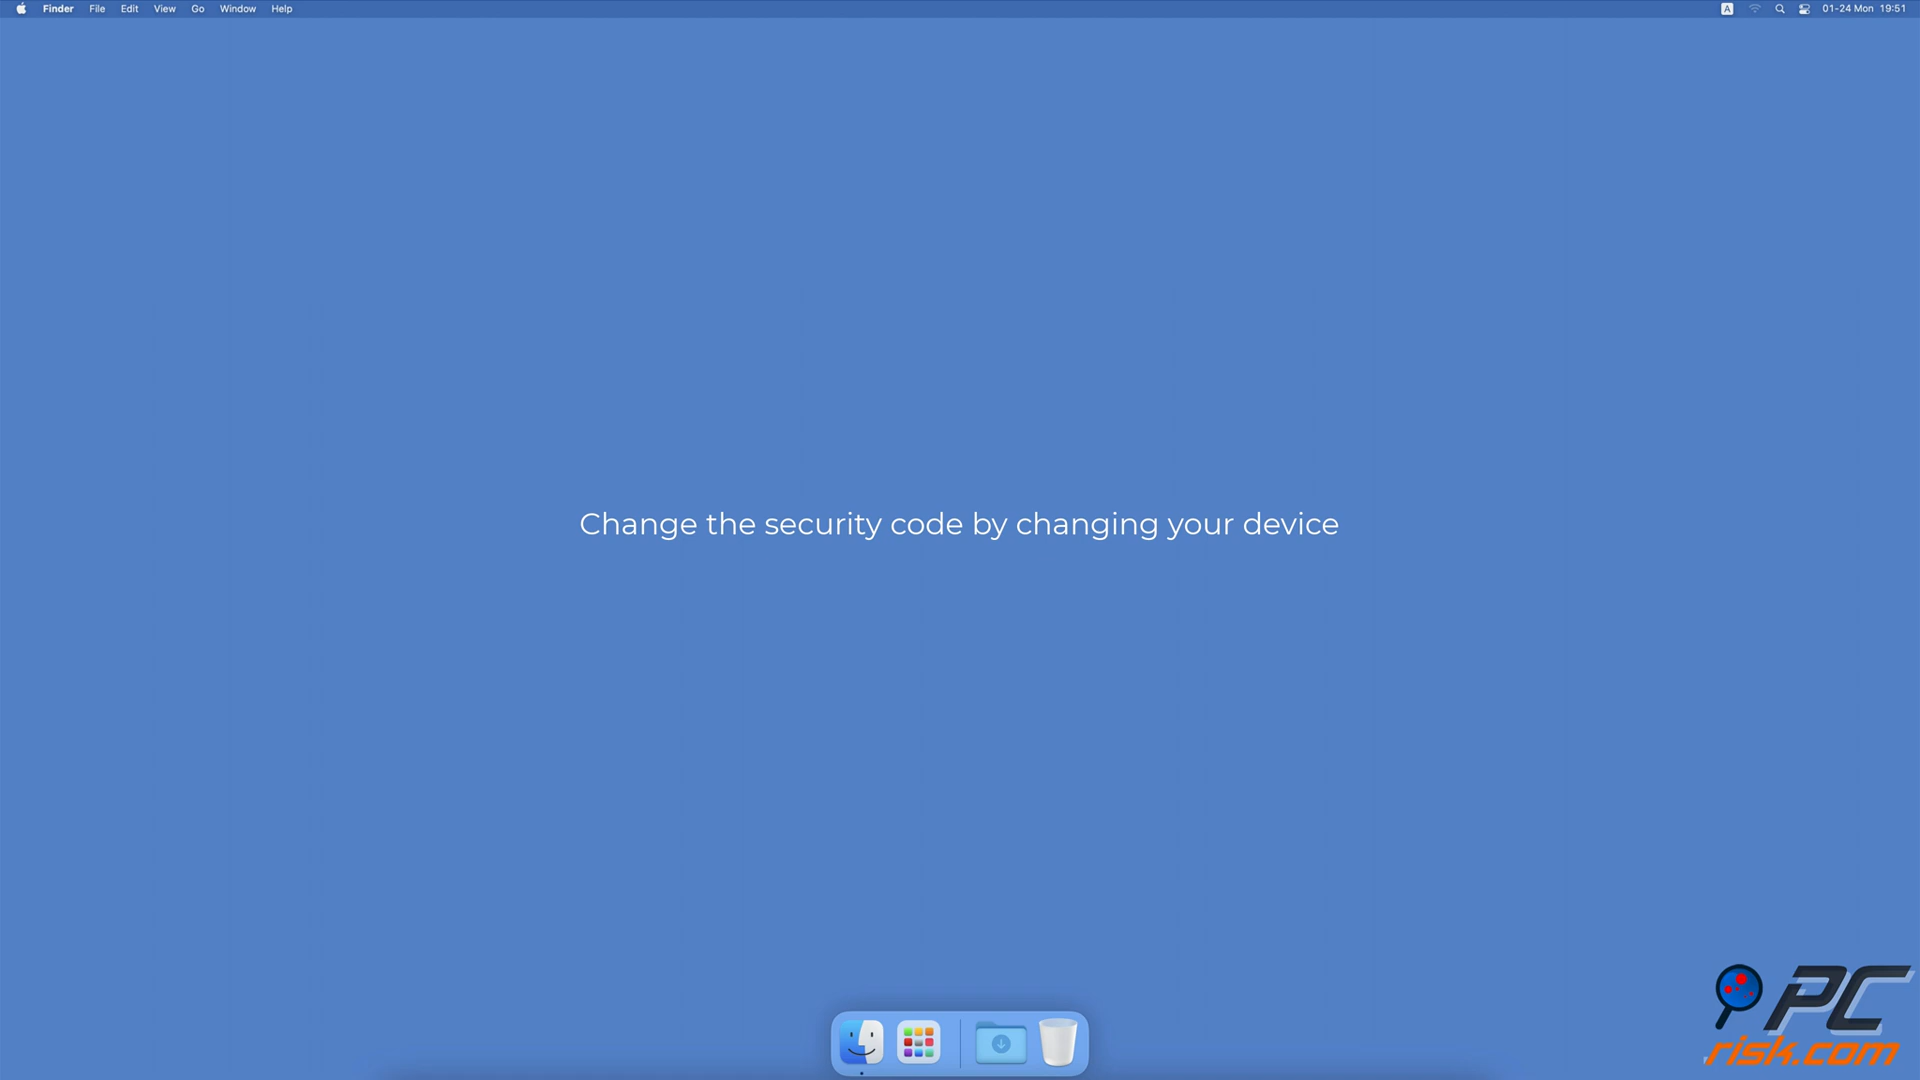 Finder File Edit View Go Window Help
A 01-24 Mon 19:51
Change the security code by changing your device
PC
risk.com